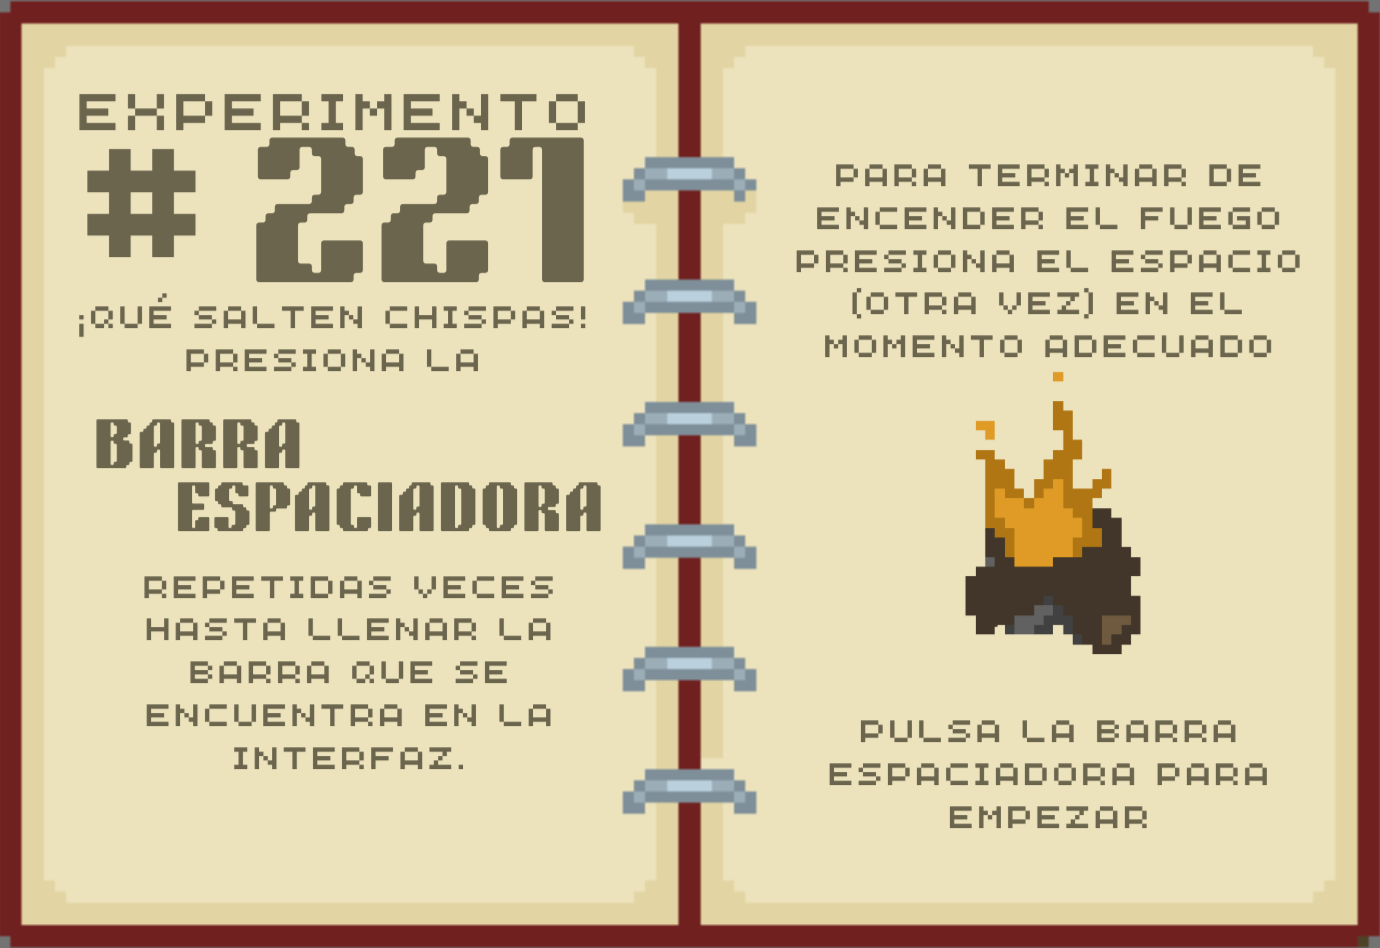 EXPERIMENTO
# 221
¡QUÉ SALTEN CHISPAS!
PRESIONA LA
BARRA
ESPACIADORA
REPETIDAS VECES
HASTA LLENAR LA
BARRA QUE SE
ENCUENTRA EN LA
INTERFAZ.
PARA TERMINAR DE
ENCENDER EL FUEGO
PRESIONA EL ESPACIO
(OTRA VEZ) EN EL
MOMENTO ADECUADO
PULSA LA BARRA
ESPACIADORA PARA
EMPEZAR